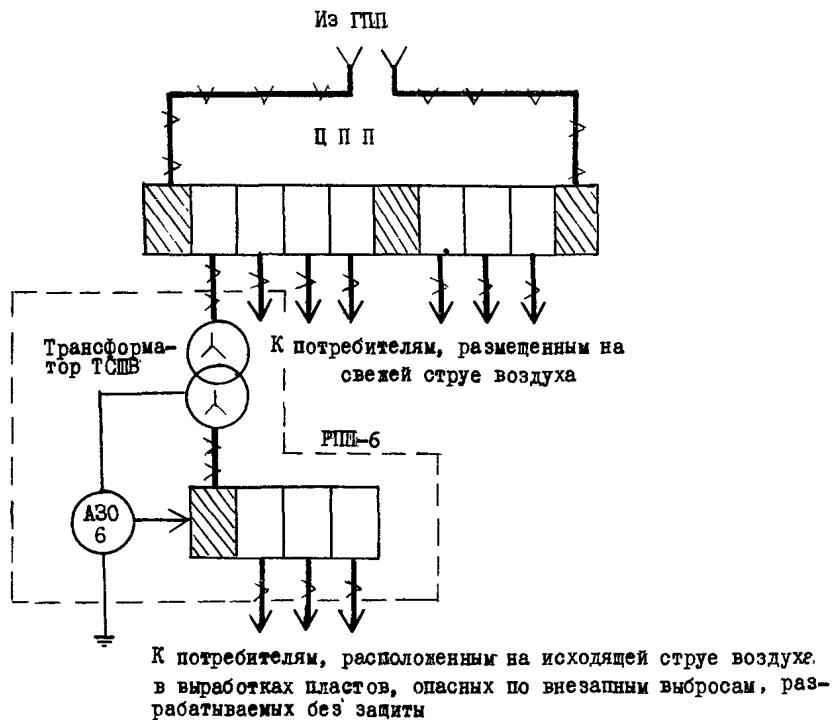 Из ГПП
Ц П П
Трансформа-
тор ТСШВ
К потребителям, размещенным на
свежей струе воздуха
РПП-6
АЗО
6
К потребителям, расположенным на исходящей струе воздуха,
в выработках пластов, опасных по внезапным выбросам, раз-
рабатываемых без защиты